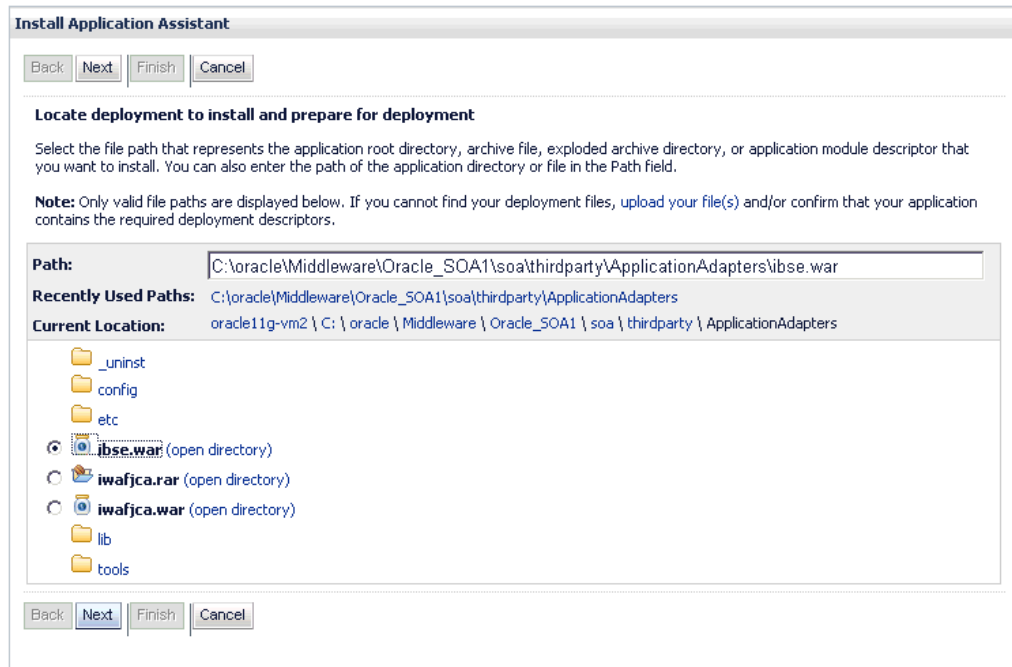 Install Application Assistant
Back Next Finish Cancel
Locate deployment to install and prepare for deployment
Select the file path that represents the application root directory, archive file, exploded archive directory, or application module descriptor that
you want to install. You can also enter the path of the application directory or file in the Path field.
Note: Only valid file paths are displayed below. If you cannot find your deployment files, upload your file(s) and/or confirm that your application
contains the required deployment descriptors.
Path: C:\oracle\Middleware\Oracle_SOA1\soa\thirdparty\ApplicationAdapters\ibse.war
Recently Used Paths: C:\oracle\Middleware\Oracle_SOA1\soa\thirdparty\ApplicationAdapters
Current Location: oracle11g-vm2 \ C: \ oracle \ Middleware \ Oracle_SOA1 \ soa \ thirdparty \ ApplicationAdapters
_uninst
config
etc
ibse.war (open directory)
iwafjca.rar (open directory)
iwafjca.war (open directory)
lib
tools
Back Next Finish Cancel